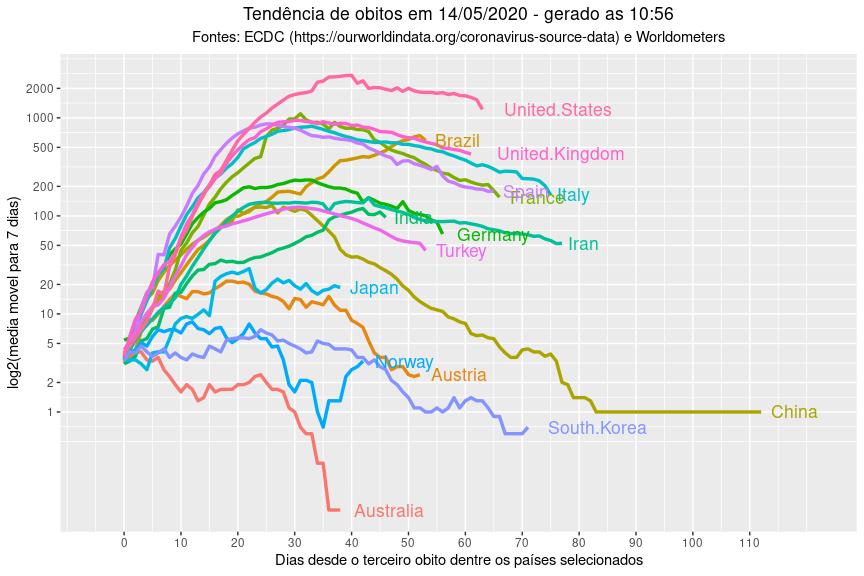 Tendência de obitos em 14/05/2020 - gerado as 10:56
Fontes: ECDC (https://ourworldindata.org/coronavirus-source-data) e Worldometers
log2(media movel para 7 dias)
2000
1000
500
200
100
50
20
10
5
2
1
United.States
Brazil
United.Kingdom
Spain
France
Italy
India
Germany
Iran
Turkey
Japan
Norway
Austria
China
South.Korea
Australia
0 10 20 30 40 50 60 70 80 90 100 110
Dias desde o terceiro obito dentre os países selecionados